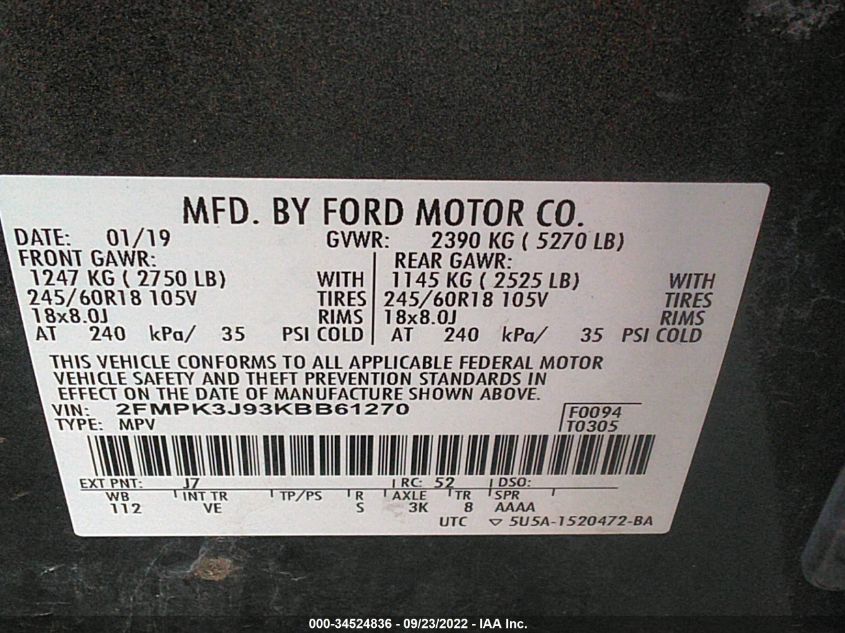 MFD. BY FORD MOTOR CO.
DATE: 01/19 GVWR: 2390 KG ( 5270 LB)
FRONT GAWR: REAR GAWR:
1247 KG ( 2750 LB) WITH 1145 KG ( 2525 LB) WITH
245/60R18 105V TIRES 245/60R18 105V TIRES
18x8.0J RIMS 18x8.0J RIMS
AT 240 kPa/ 35 PSI COLD AT 240 kPa/ 35 PSI COLD
THIS VEHICLE CONFORMS TO ALL APPLICABLE FEDERAL MOTOR
VEHICLE SAFETY AND THEFT PREVENTION STANDARDS IN
EFFECT ON THE DATE OF MANUFACTURE SHOWN ABOVE.
VIN: 2FMPK3J93KBB61270 F0094
TYPE: MPV T0305
EXT PNT: J7 RC: 52 DSO:
WB INT TR TP/PS R AXLE TR SPR
112 VE S 3K 8 AAAA
UTC ▽ 5U5A-1520472-BA
000-34524836 - 09/23/2022 - IAA Inc.